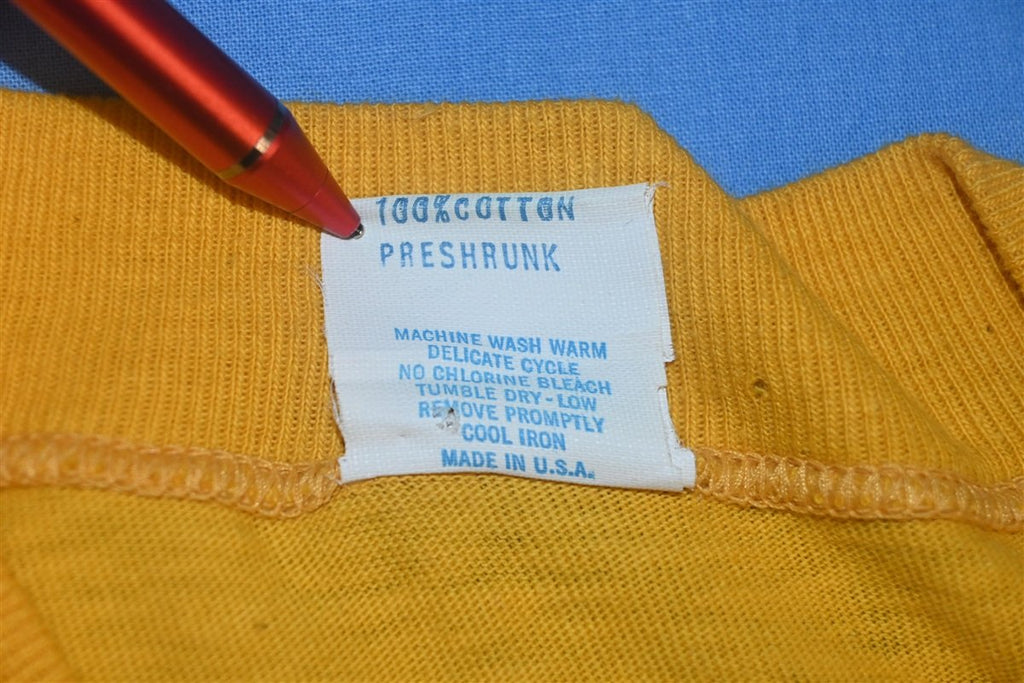 100% COTTON
PRESHRUNK
MACHINE WASH WARM
DELICATE CYCLE
NO CHLORINE BLEACH
TUMBLE DRY-LOW
REMOVE PROMPTLY
COOL IRON
MADE IN U.S.A.